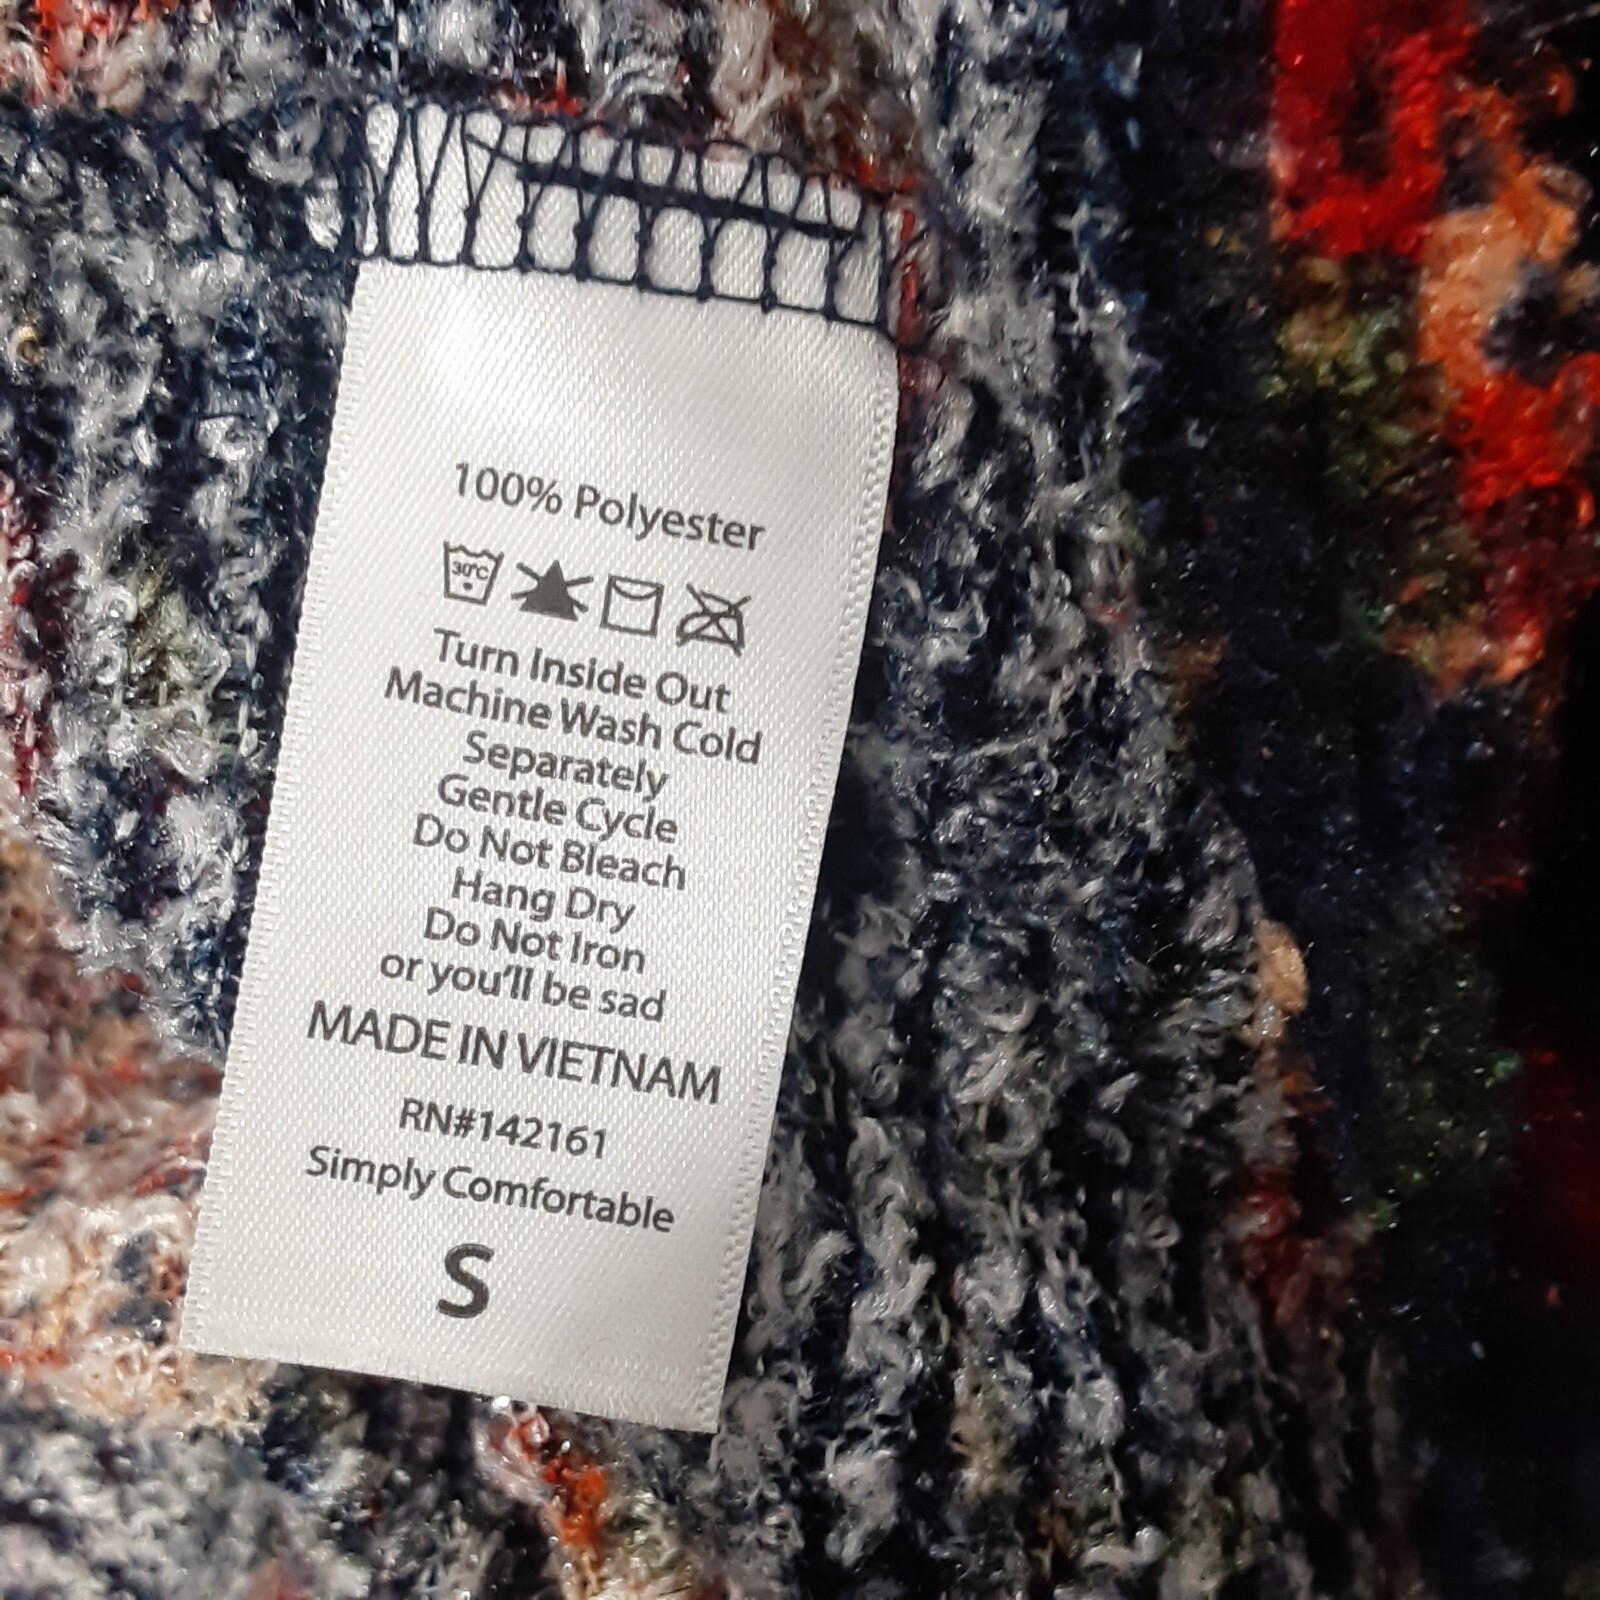 100% Polyester
30°C
Turn Inside Out
Machine Wash Cold
Separately
Gentle Cycle
Do Not Bleach
Hang Dry
Do Not Iron
or you'll be sad
MADE IN VIETNAM
RN#142161
Simply Comfortable
S